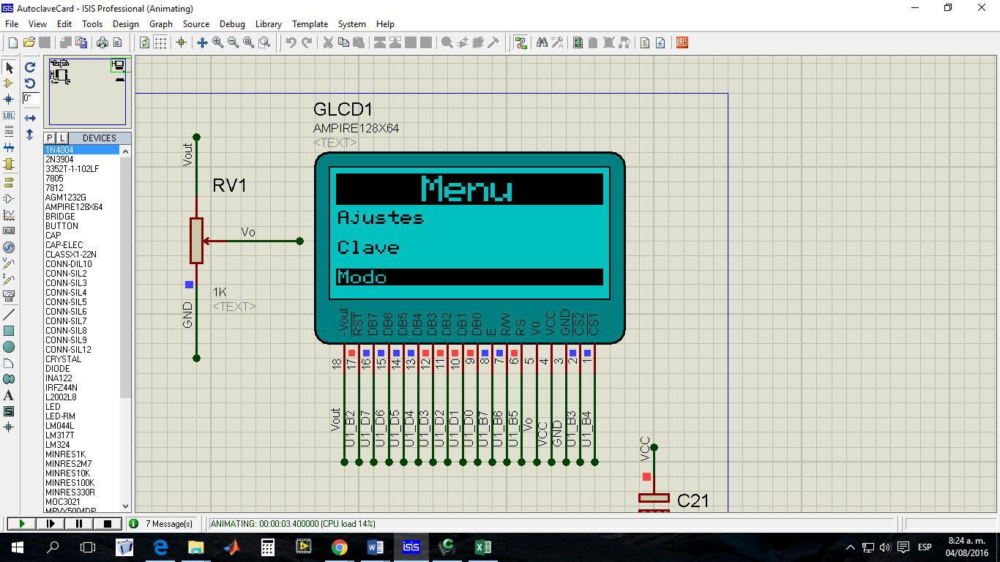 AutoclaveCard - ISIS Professional (Animating)
File View Edit Tools Design Graph Source Debug Library Template System Help
0°
LBL
P L DEVICES
1N4004
2N3904
3352T-1-102LF
7805
7812
AGM1232G
AMPIRE128X64
BRIDGE
BUTTON
CAP
CAP-ELEC
CLASSX1-22N
CONN-DIL10
CONN-SIL2
CONN-SIL3
CONN-SIL4
CONN-SIL5
CONN-SIL6
CONN-SIL7
CONN-SIL8
CONN-SIL9
CONN-SIL12
CRYSTAL
DIODE
INA122
IRFZ44N
L2002L8
LED
LED-RM
LM044L
LM317T
LM324
MINRES1K
MINRES2M7
MINRES10K
MINRES100K
MINRES330R
MOC3021
MPVX5004DP
Vout
RV1
Vo
1K
<TEXT>
GND
GLCD1
AMPIRE128X64
<TEXT>
Menu
Ajustes
Clave
Modo
-Vout RST DB7 DB6 DB5 DB4 DB3 DB2 DB1 DB0 E R/W RS V0 VCC GND CS2 CS1
18 17 16 15 14 13 12 11 10 9 8 7 6 5 4 3 2 1
Vout U1_B2 U1_D7 U1_D6 U1_D5 U1_D4 U1_D3 U1_D2 U1_D1 U1_D0 U1_B7 U1_B6 U1_B5 Vo VCC GND U1_B3 U1_B4
VCC
C21
7 Message(s)
ANIMATING: 00:00:03.400000 (CPU load 14%)
ESP
8:24 a. m.
04/08/2016